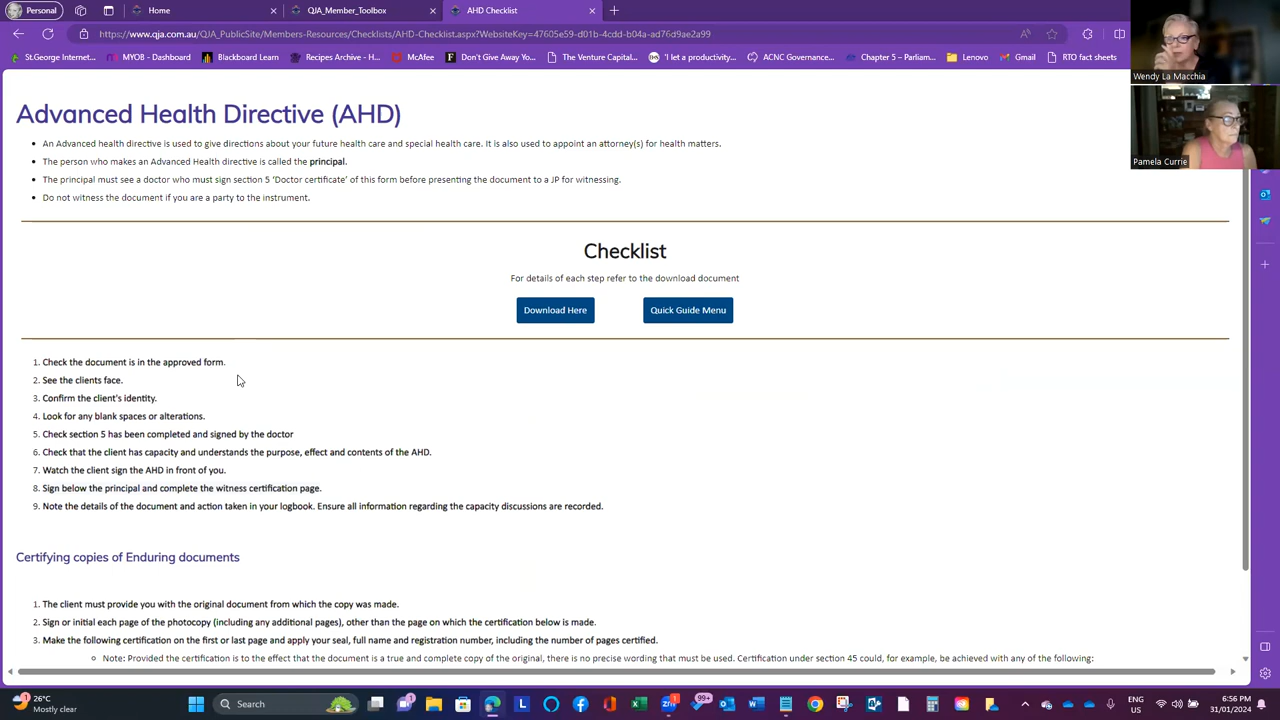 Personal
Home
QJA_Member_Toolbox
AHD Checklist
https://www.qja.com.au/QJA_PublicSite/Members-Resources/Checklists/AHD-Checklist.aspx?WebsiteKey=47605e59-d01b-4cdd-b04a-ad76d9ae2a99
St.George Internet...
MYOB - Dashboard
Blackboard Learn
Recipes Archive - H...
McAfee
Don't Give Away Yo...
The Venture Capital...
'I let a productivity...
ACNC Governance...
Chapter 5 – Parliam...
Lenovo
Gmail
RTO fact sheets
Wendy La Macchia
Pamela Currie
Advanced Health Directive (AHD)
• An Advanced health directive is used to give directions about your future health care and special health care. It is also used to appoint an attorney(s) for health matters.
• The person who makes an Advanced Health directive is called the principal.
• The principal must see a doctor who must sign section 5 'Doctor certificate' of this form before presenting the document to a JP for witnessing.
• Do not witness the document if you are a party to the instrument.
Checklist
For details of each step refer to the download document
Download Here
Quick Guide Menu
1. Check the document is in the approved form.
2. See the clients face.
3. Confirm the client's identity.
4. Look for any blank spaces or alterations.
5. Check section 5 has been completed and signed by the doctor
6. Check that the client has capacity and understands the purpose, effect and contents of the AHD.
7. Watch the client sign the AHD in front of you.
8. Sign below the principal and complete the witness certification page.
9. Note the details of the document and action taken in your logbook. Ensure all information regarding the capacity discussions are recorded.
Certifying copies of Enduring documents
1. The client must provide you with the original document from which the copy was made.
2. Sign or initial each page of the photocopy (including any additional pages), other than the page on which the certification below is made.
3. Make the following certification on the first or last page and apply your seal, full name and registration number, including the number of pages certified.
Note: Provided the certification is to the effect that the document is a true and complete copy of the original, there is no precise wording that must be used. Certification under section 45 could, for example, be achieved with any of the following:
1
26°C
Mostly clear
Search
1
1
99+
ENG
US
6:56 PM
31/01/2024